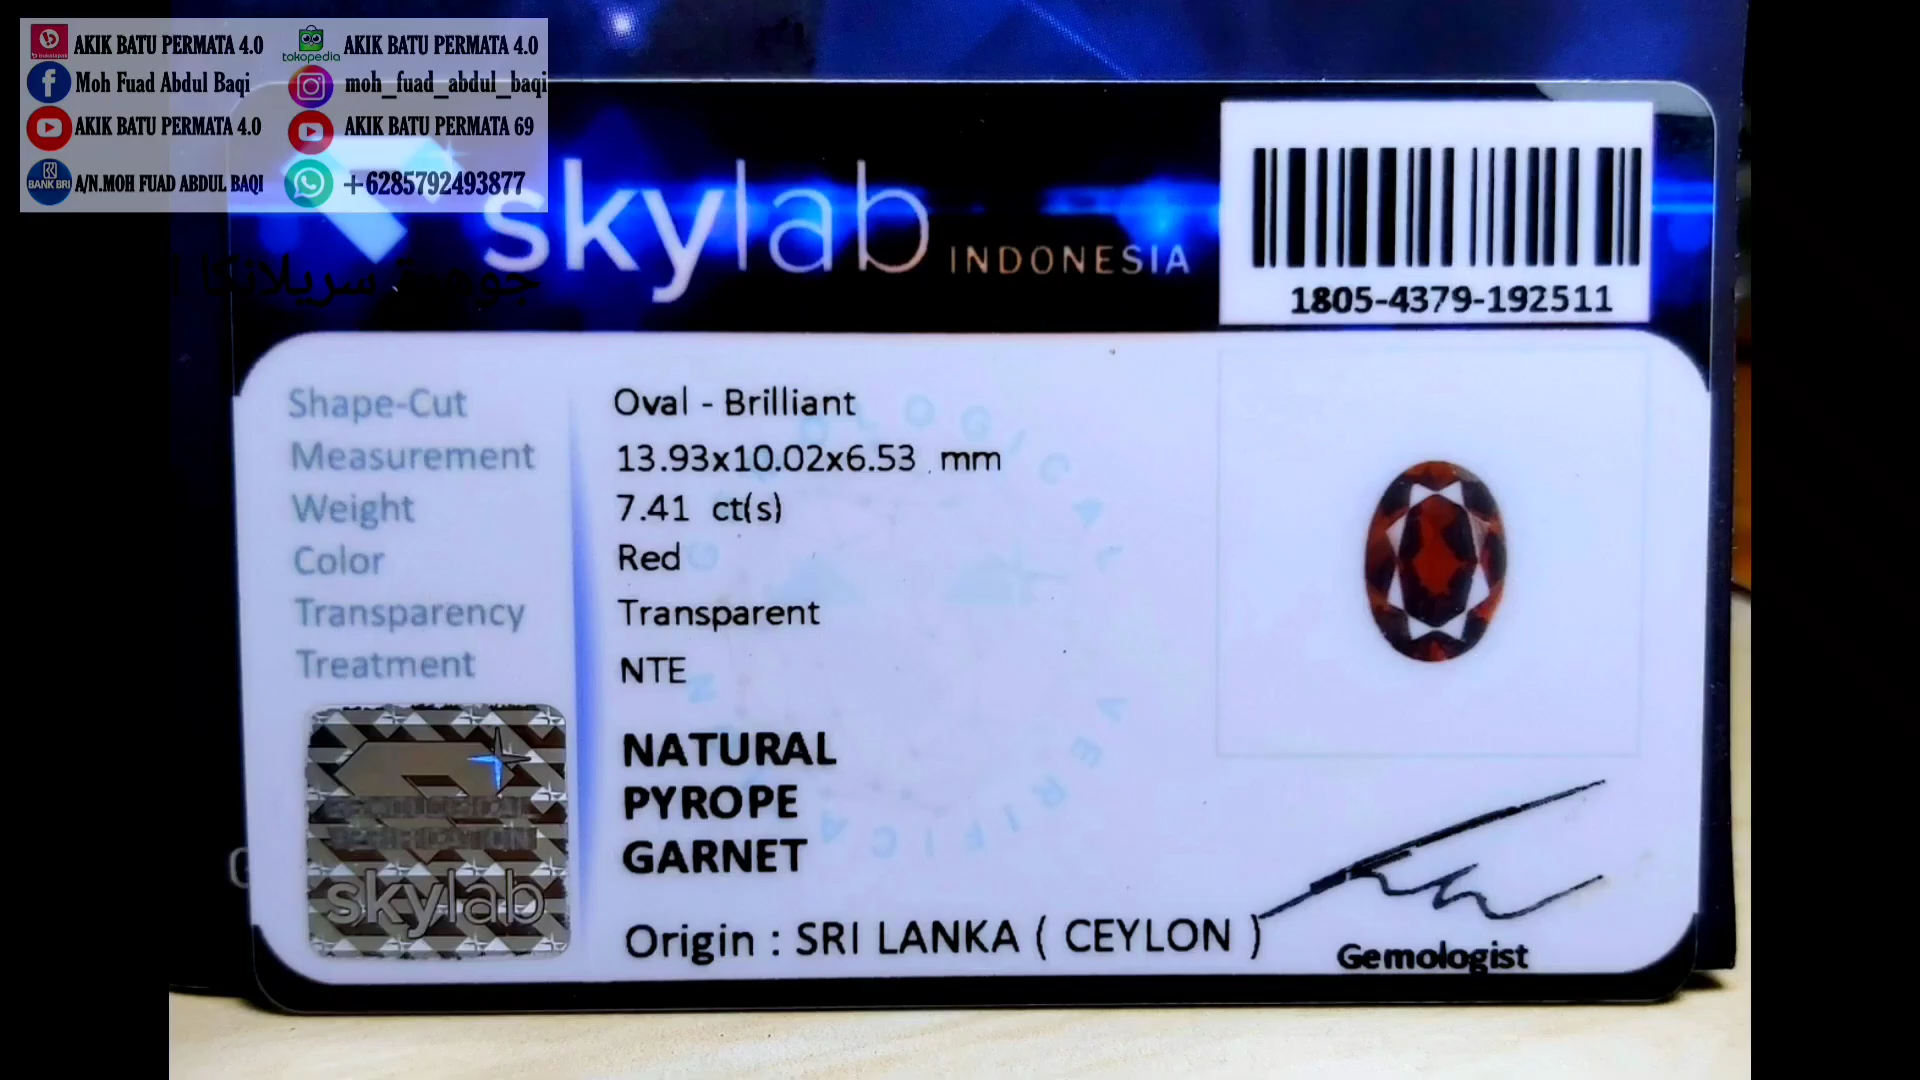 AKIK BATU PERMATA 4.0
tokopedia AKIK BATU PERMATA 4.0
Moh Fuad Abdul Baqi
moh_fuad_abdul_baqi
AKIK BATU PERMATA 4.0
AKIK BATU PERMATA 69
BANK BRI A/N.MOH FUAD ABDUL BAQI
+6285792493877
skylab INDONESIA
1805-4379-192511
سريلانكا
Shape-Cut Oval - Brilliant
Measurement 13.93x10.02x6.53 mm
Weight 7.41 ct(s)
Color Red
Transparency Transparent
Treatment NTE
NATURAL
PYROPE
GARNET
Origin : SRI LANKA ( CEYLON )
skylab
Gemologist